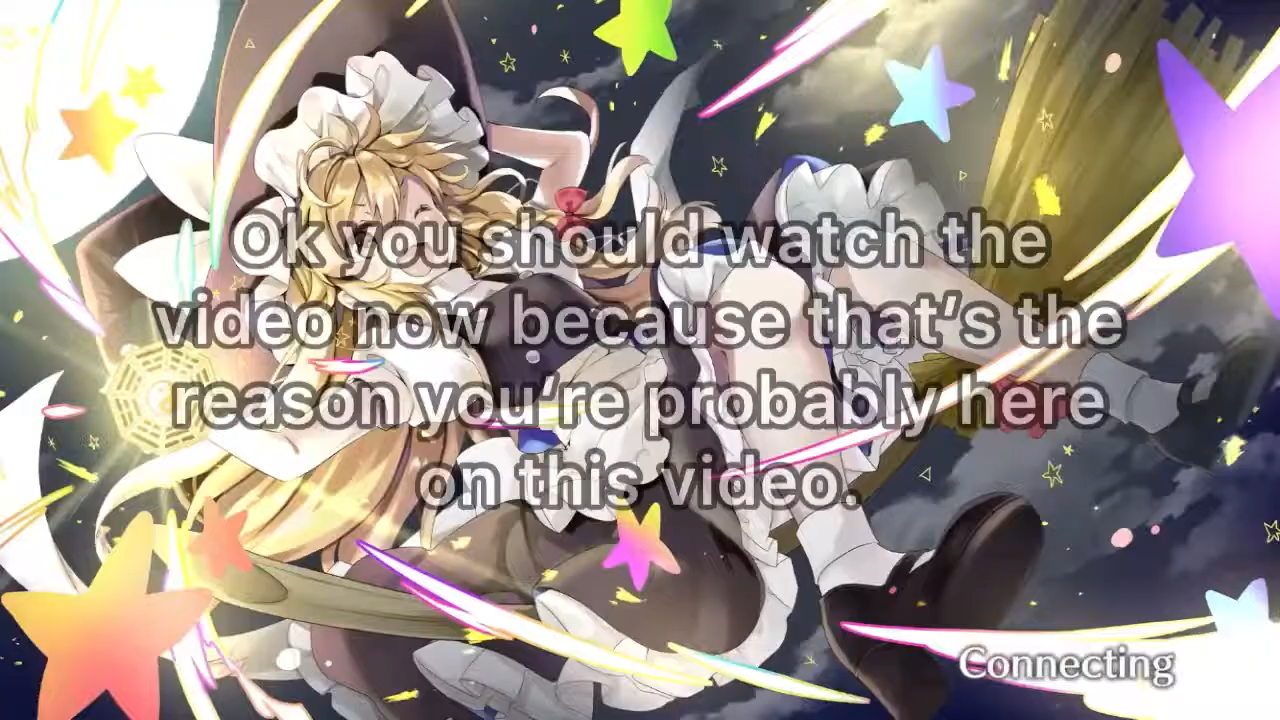 Ok you should watch the
video now because that’s the
reason you’re probably here
on this video.
Connecting